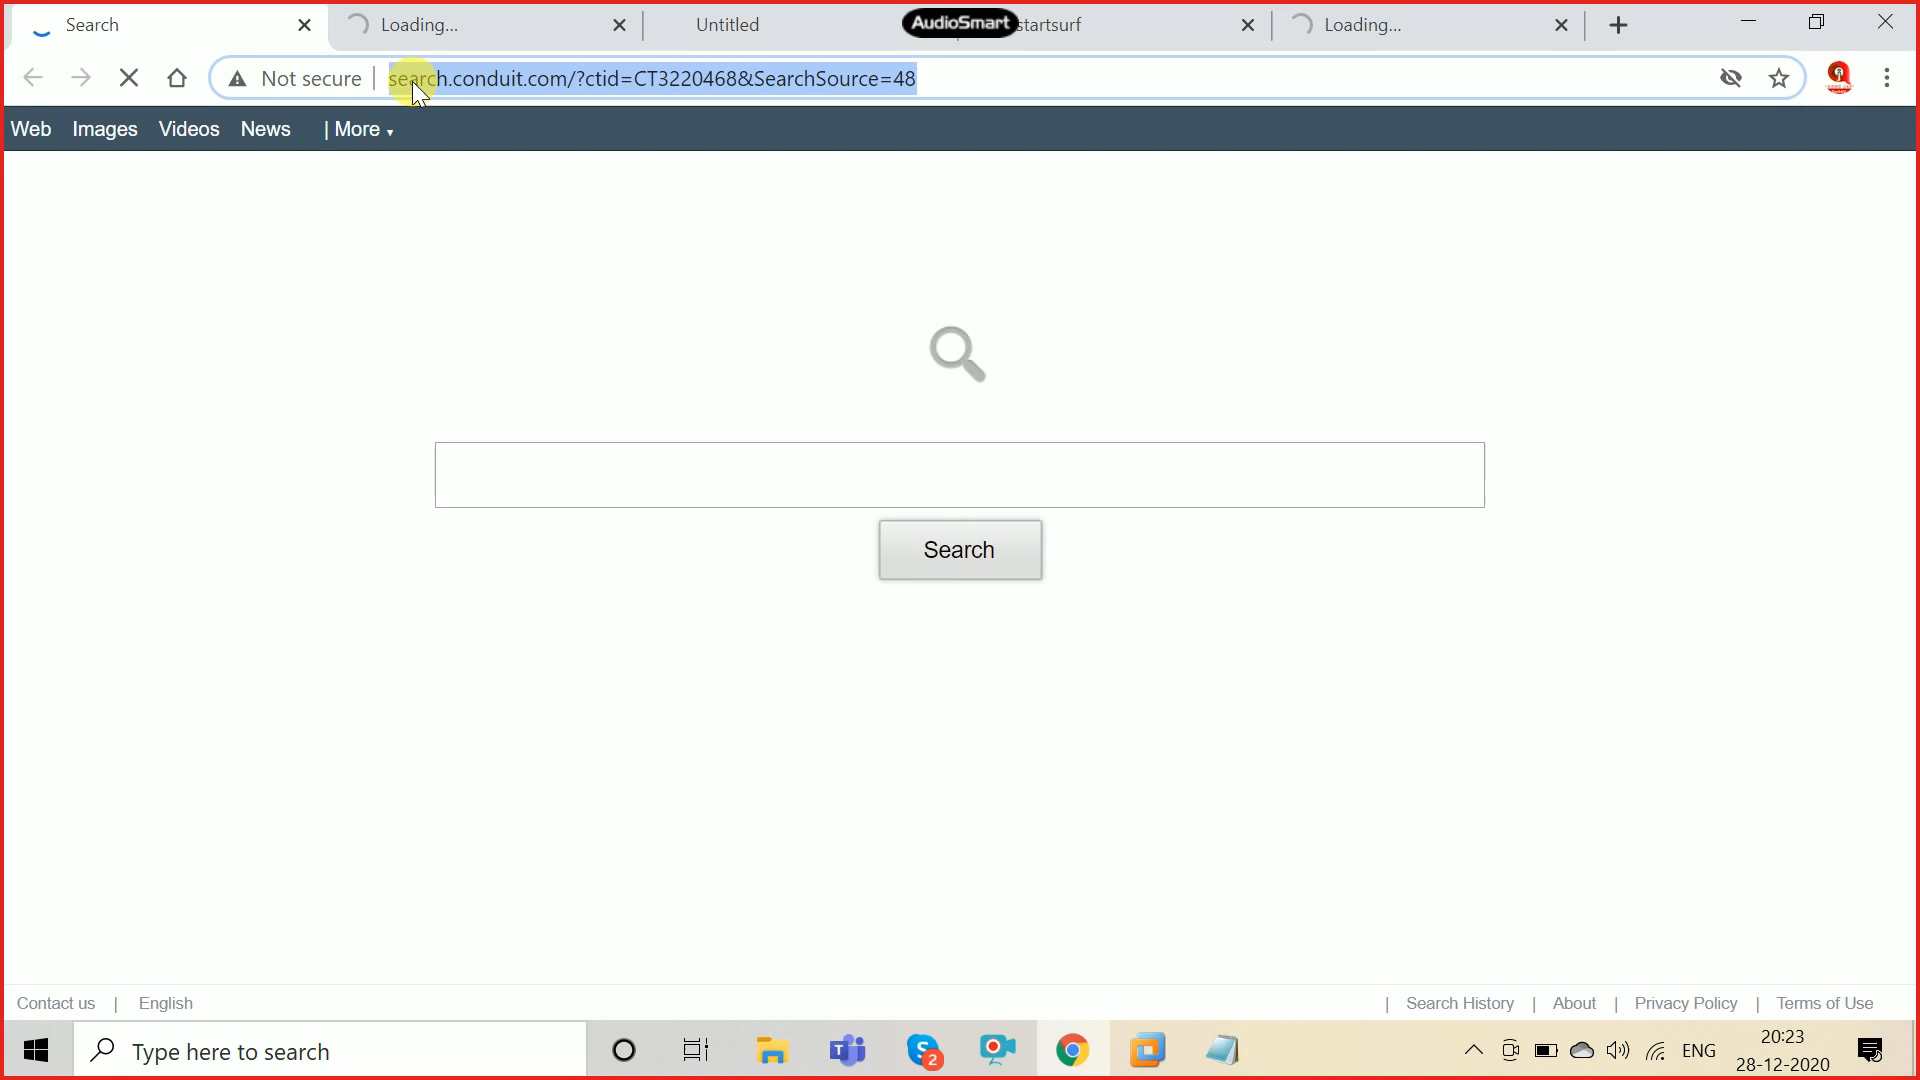 Search
Loading...
Untitled
AudioSmart
startsurf
Loading...
Not secure
search.conduit.com/?ctid=CT3220468&SearchSource=48
Web Images Videos News | More
Search
Contact us | English
| Search History | About | Privacy Policy | Terms of Use
Type here to search
S
2
ENG
20:23
28-12-2020